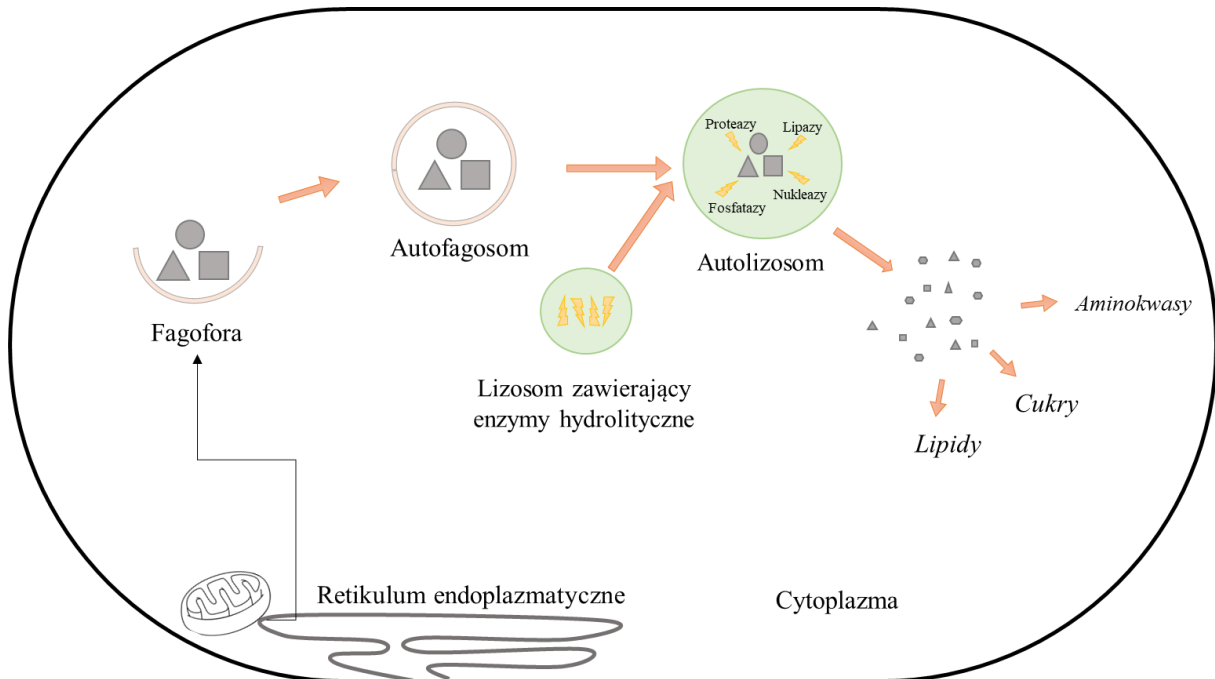 Proteazy
Lipazy
Fosfatazy
Nukleazy
Autofagosom
Autolizosom
Fagofora
Aminokwasy
Lizosom zawierający
enzymy hydrolityczne
Cukry
Lipidy
Retikulum endoplazmatyczne
Cytoplazma